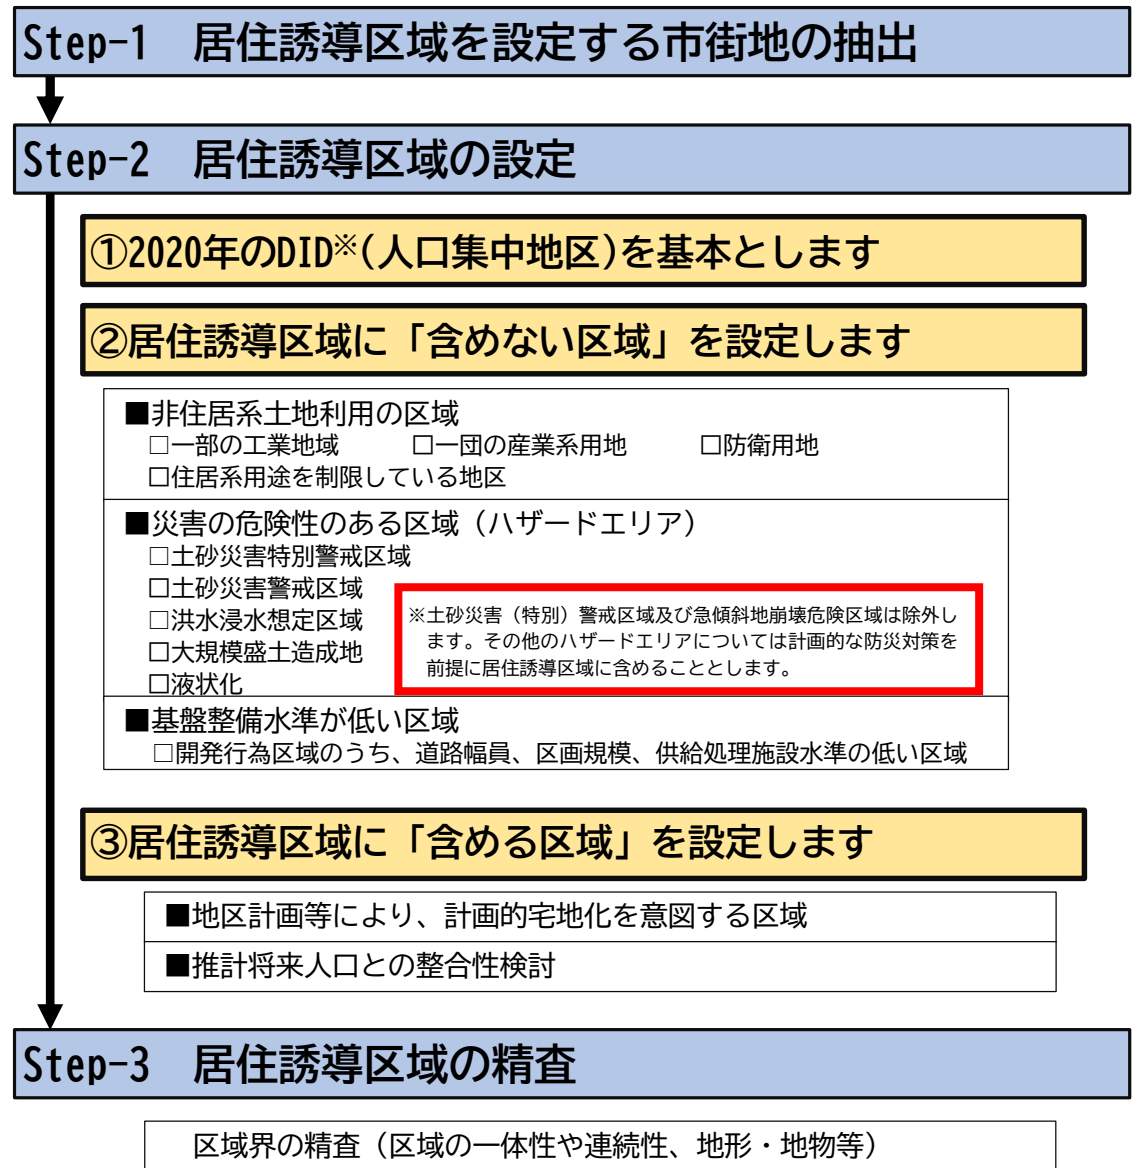 Step-1 居住誘導区域を設定する市街地の抽出
Step-2 居住誘導区域の設定
①2020年のDID※(人口集中地区)を基本とします
②居住誘導区域に「含めない区域」を設定します
■非住居系土地利用の区域
□一部の工業地域 □一団の産業系用地 □防衛用地
□住居系用途を制限している地区
■災害の危険性のある区域（ハザードエリア）
□土砂災害特別警戒区域
□土砂災害警戒区域
□洪水浸水想定区域
□大規模盛土造成地
□液状化
※土砂災害（特別）警戒区域及び急傾斜地崩壊危険区域は除外し
ます。その他のハザードエリアについては計画的な防災対策を
前提に居住誘導区域に含めることとします。
■基盤整備水準が低い区域
□開発行為区域のうち、道路幅員、区画規模、供給処理施設水準の低い区域
③居住誘導区域に「含める区域」を設定します
■地区計画等により、計画的宅地化を意図する区域
■推計将来人口との整合性検討
Step-3 居住誘導区域の精査
区域界の精査（区域の一体性や連続性、地形・地物等）